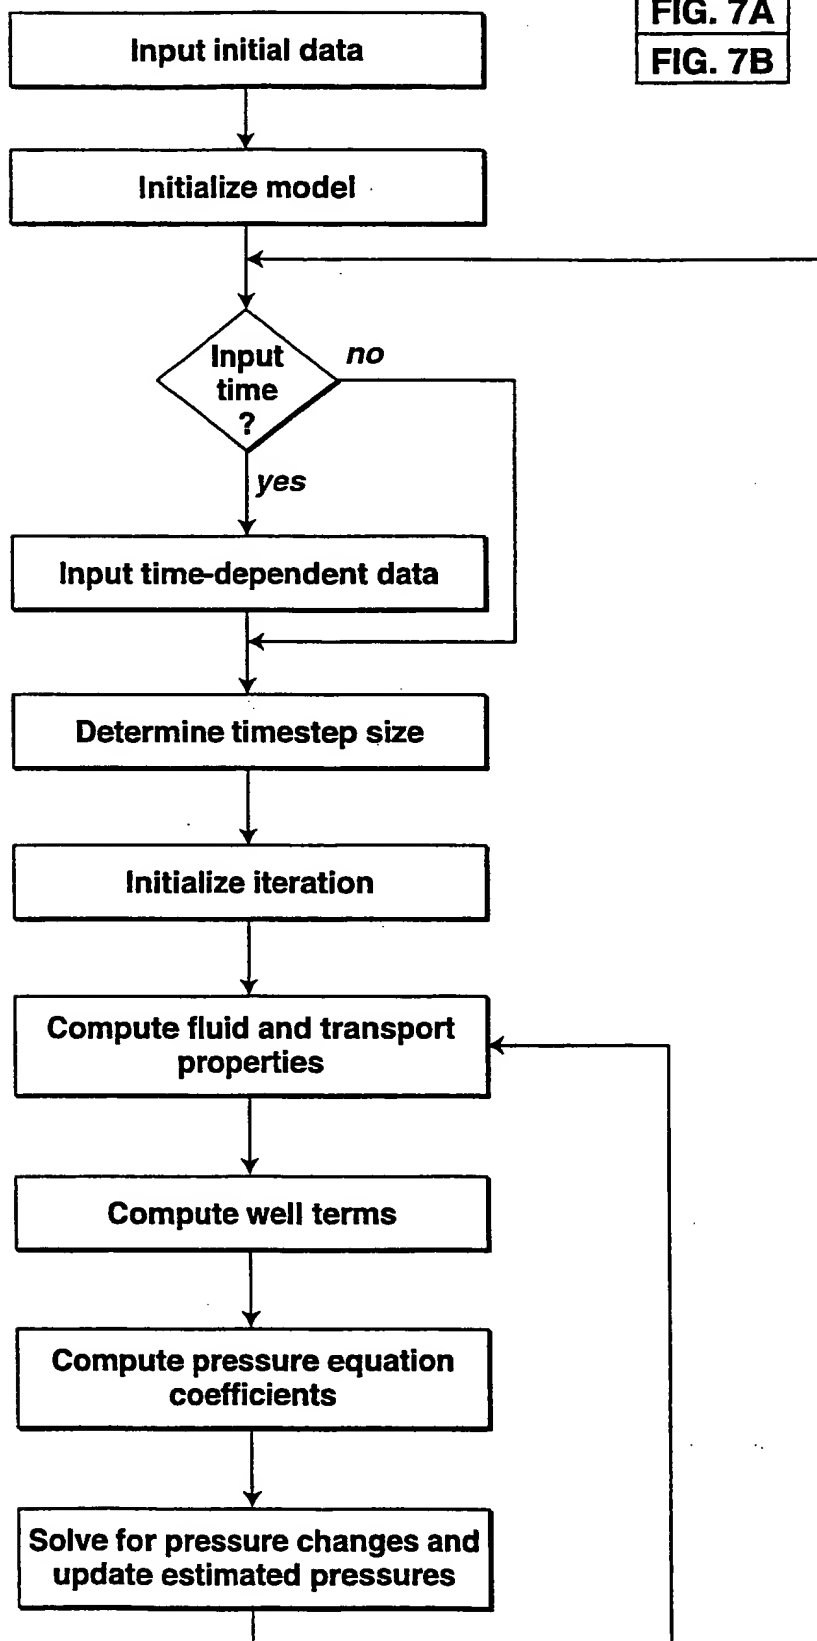 FIG. 7A
FIG. 7B
Input initial data
Initialize model
Input
time
?
no
yes
Input time-dependent data
Determine timestep size
Initialize iteration
Compute fluid and transport
properties
Compute well terms
Compute pressure equation
coefficients
Solve for pressure changes and
update estimated pressures